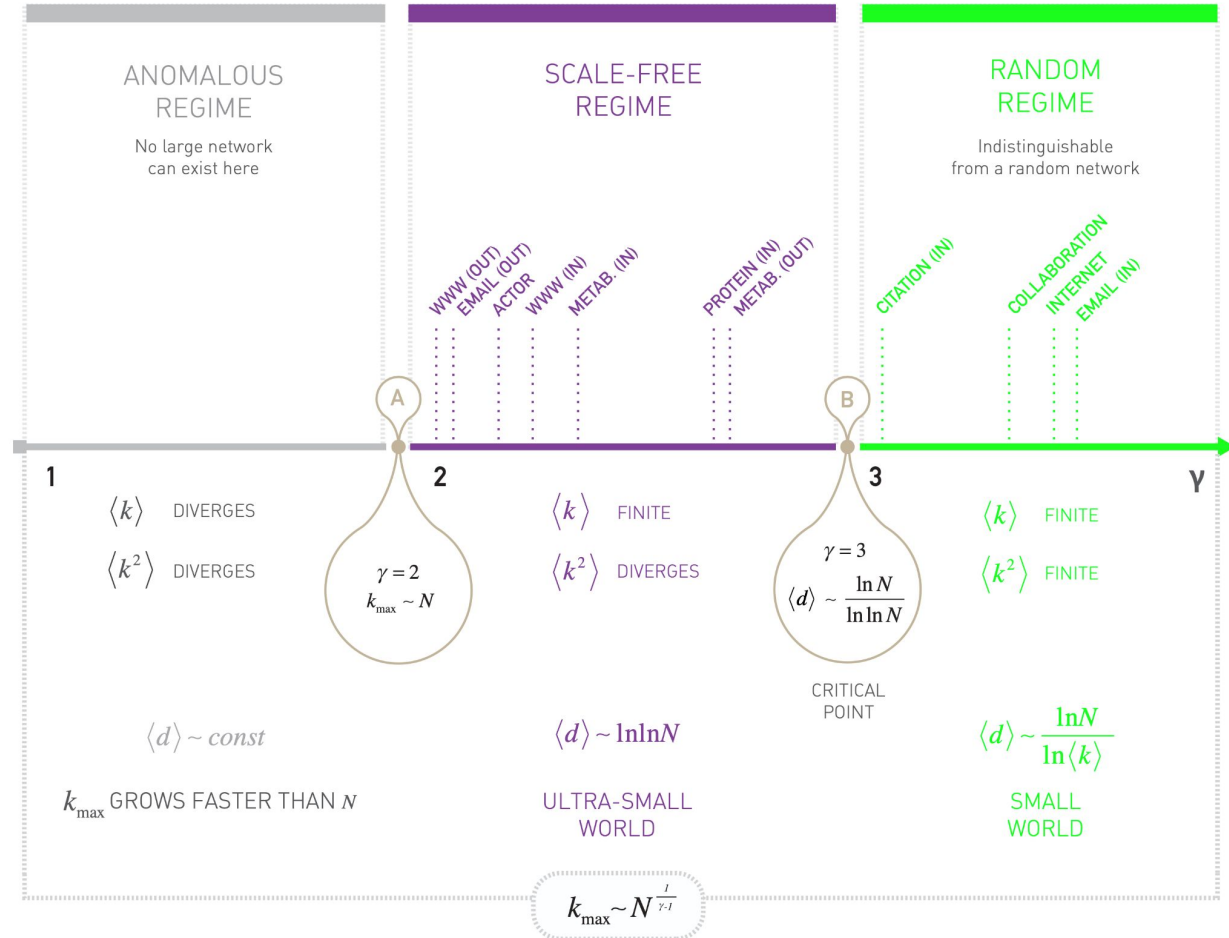 ANOMALOUS
REGIME
No large network
can exist here
SCALE-FREE
REGIME
RANDOM
REGIME
Indistinguishable
from a random network
WWW (OUT)
EMAIL (OUT)
ACTOR
WWW (IN)
METAB. (IN)
PROTEIN (IN)
METAB. (OUT)
CITATION (IN)
COLLABORATION
INTERNET
EMAIL (IN)
A
B
1
2
3
γ
⟨k⟩ DIVERGES
⟨k²⟩ DIVERGES
γ = 2
k_max ~ N
⟨k⟩ FINITE
⟨k²⟩ DIVERGES
γ = 3
⟨d⟩ ~ lnN / lnlnN
CRITICAL
POINT
⟨k⟩ FINITE
⟨k²⟩ FINITE
⟨d⟩ ~ const
k_max GROWS FASTER THAN N
⟨d⟩ ~ lnlnN
ULTRA-SMALL
WORLD
⟨d⟩ ~ lnN / ln⟨k⟩
SMALL
WORLD
k_max ~ N^(1/(γ-1))